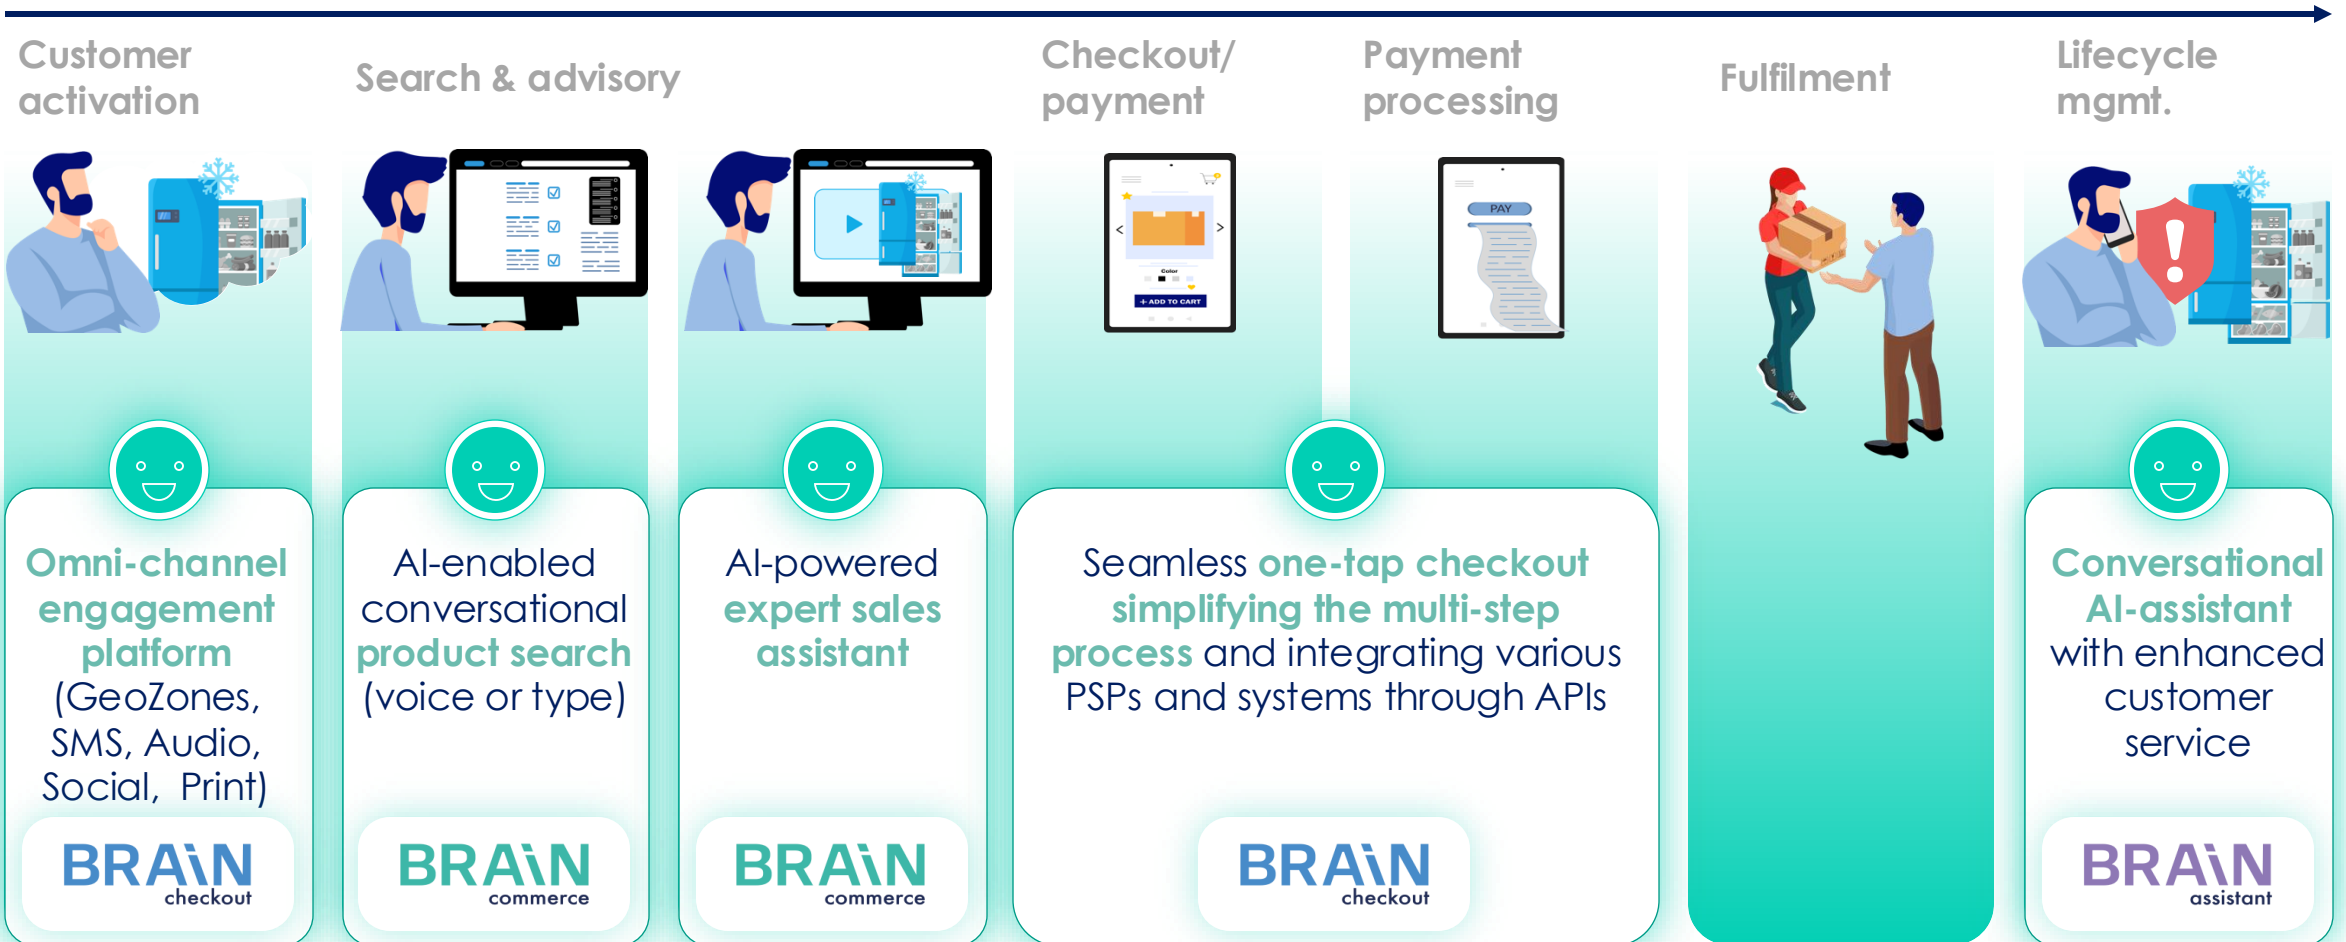 Customer
activation
Search & advisory
Checkout/
payment
Payment
processing
Fulfilment
Lifecycle
mgmt.
Color
+ ADD TO CART
PAY
Omni-channel
engagement
platform
(GeoZones,
SMS, Audio,
Social, Print)
BRAiN
checkout
AI-enabled
conversational
product search
(voice or type)
BRAiN
commerce
AI-powered
expert sales
assistant
BRAiN
commerce
Seamless one-tap checkout
simplifying the multi-step
process and integrating various
PSPs and systems through APIs
BRAiN
checkout
Conversational
AI-assistant
with enhanced
customer
service
BRAiN
assistant